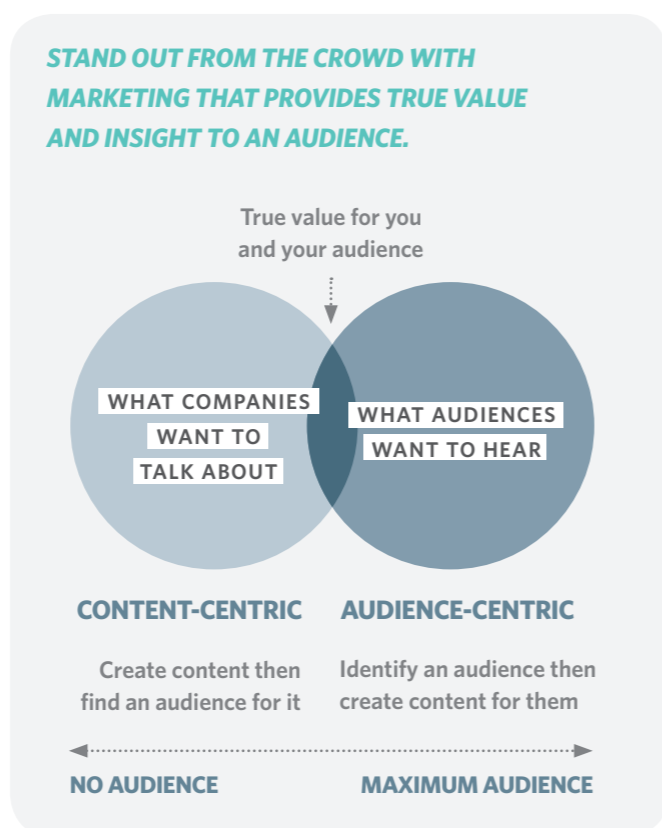 STAND OUT FROM THE CROWD WITH
MARKETING THAT PROVIDES TRUE VALUE
AND INSIGHT TO AN AUDIENCE.
True value for you
and your audience
WHAT COMPANIES
WANT TO
TALK ABOUT
WHAT AUDIENCES
WANT TO HEAR
CONTENT-CENTRIC
Create content then
find an audience for it
AUDIENCE-CENTRIC
Identify an audience then
create content for them
NO AUDIENCE
MAXIMUM AUDIENCE